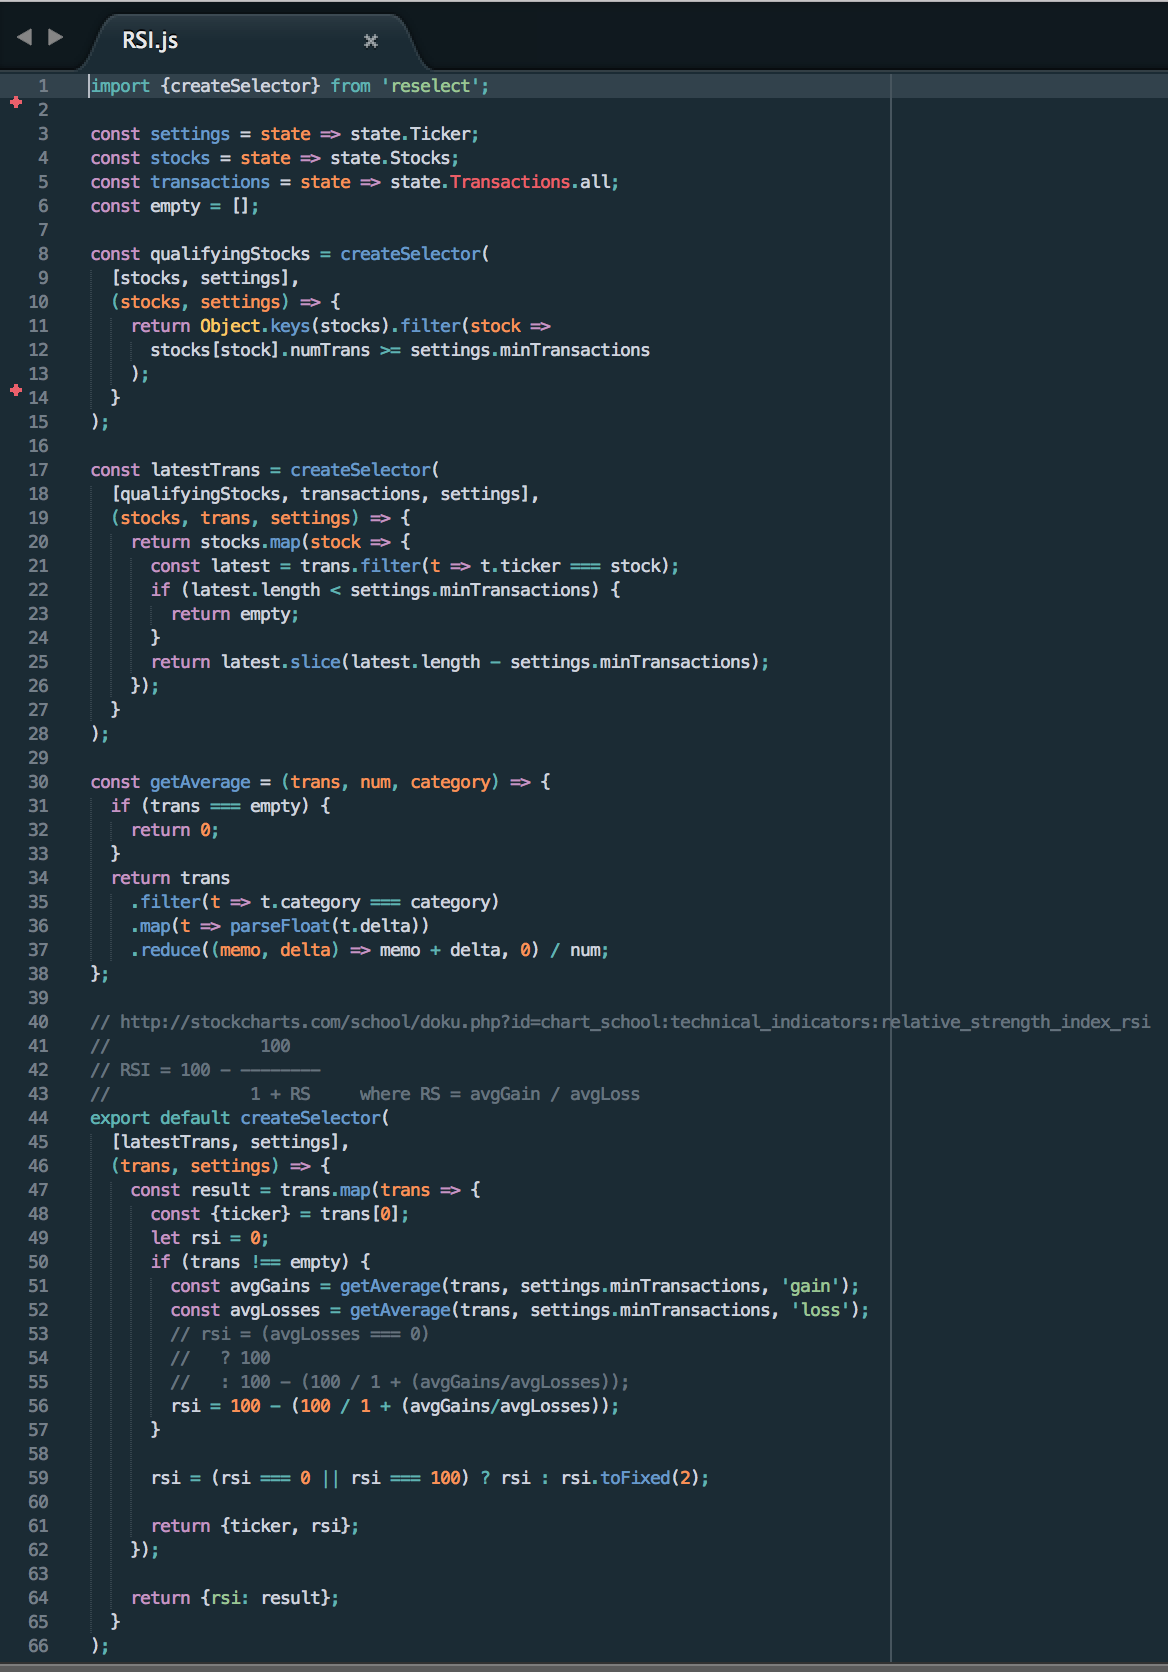 RSI.js
1 import {createSelector} from 'reselect';
2
3 const settings = state => state.Ticker;
4 const stocks = state => state.Stocks;
5 const transactions = state => state.Transactions.all;
6 const empty = [];
7
8 const qualifyingStocks = createSelector(
9   [stocks, settings],
10   (stocks, settings) => {
11     return Object.keys(stocks).filter(stock =>
12       stocks[stock].numTrans >= settings.minTransactions
13     );
14   }
15 );
16
17 const latestTrans = createSelector(
18   [qualifyingStocks, transactions, settings],
19   (stocks, trans, settings) => {
20     return stocks.map(stock => {
21       const latest = trans.filter(t => t.ticker === stock);
22       if (latest.length < settings.minTransactions) {
23         return empty;
24       }
25       return latest.slice(latest.length - settings.minTransactions);
26     });
27   }
28 );
29
30 const getAverage = (trans, num, category) => {
31   if (trans === empty) {
32     return 0;
33   }
34   return trans
35     .filter(t => t.category === category)
36     .map(t => parseFloat(t.delta))
37     .reduce((memo, delta) => memo + delta, 0) / num;
38 };
39
40 // http://stockcharts.com/school/doku.php?id=chart_school:technical_indicators:relative_strength_index_rsi
41 //               100
42 // RSI = 100 - --------
43 //              1 + RS     where RS = avgGain / avgLoss
44 export default createSelector(
45   [latestTrans, settings],
46   (trans, settings) => {
47     const result = trans.map(trans => {
48       const {ticker} = trans[0];
49       let rsi = 0;
50       if (trans !== empty) {
51         const avgGains = getAverage(trans, settings.minTransactions, 'gain');
52         const avgLosses = getAverage(trans, settings.minTransactions, 'loss');
53         // rsi = (avgLosses === 0)
54         //   ? 100
55         //   : 100 - (100 / 1 + (avgGains/avgLosses));
56         rsi = 100 - (100 / 1 + (avgGains/avgLosses));
57       }
58
59       rsi = (rsi === 0 || rsi === 100) ? rsi : rsi.toFixed(2);
60
61       return {ticker, rsi};
62     });
63
64     return {rsi: result};
65   }
66 );